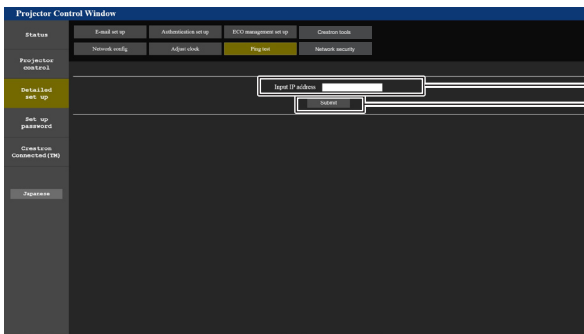 Projector Control Window
Status
E-mail set up
Authentication set up
ECO management set up
Crestron tools
Network config
Adjust clock
Ping test
Network security
Projector
control
Detailed
set up
Set up
password
Crestron
Connected(TM)
Japanese
Input IP address
Submit